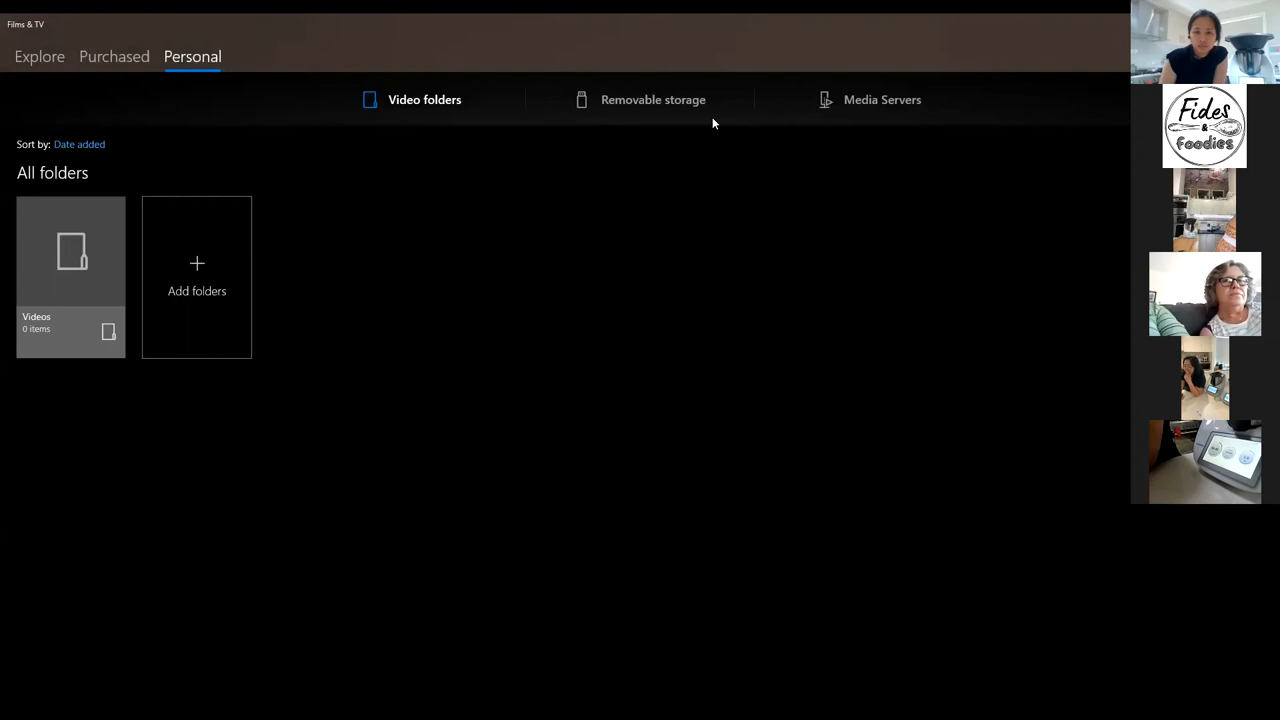 Films & TV
Explore Purchased Personal
Video folders Removable storage Media Servers
Sort by: Date added
All folders
Videos
0 items
Add folders
Fides
&
foodies